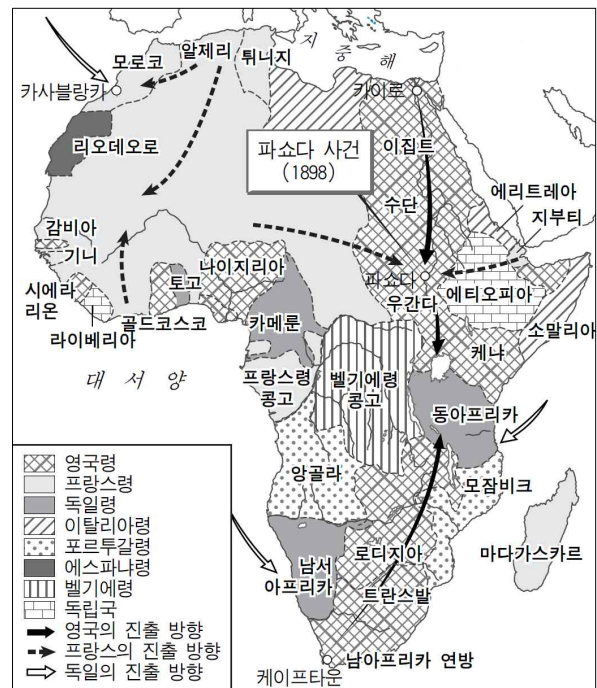 지 중 해
모로코
알제리
튀니지
카사블랑카
카이로
리오데오로
이집트
파쇼다 사건
(1898)
수단
에리트레아
지부티
감비아
기니
나이지리아
파쇼다
토고
시에라
리온
우간다
에티오피아
골드코스코
카메룬
소말리아
라이베리아
케냐
대 서 양
프랑스령
콩고
벨기에령
콩고
동아프리카
앙골라
모잠비크
로디지아
마다가스카르
남서
아프리카
트란스발
남아프리카 연방
케이프타운
영국령
프랑스령
독일령
이탈리아령
포르투갈령
에스파냐령
벨기에령
독립국
영국의 진출 방향
프랑스의 진출 방향
독일의 진출 방향